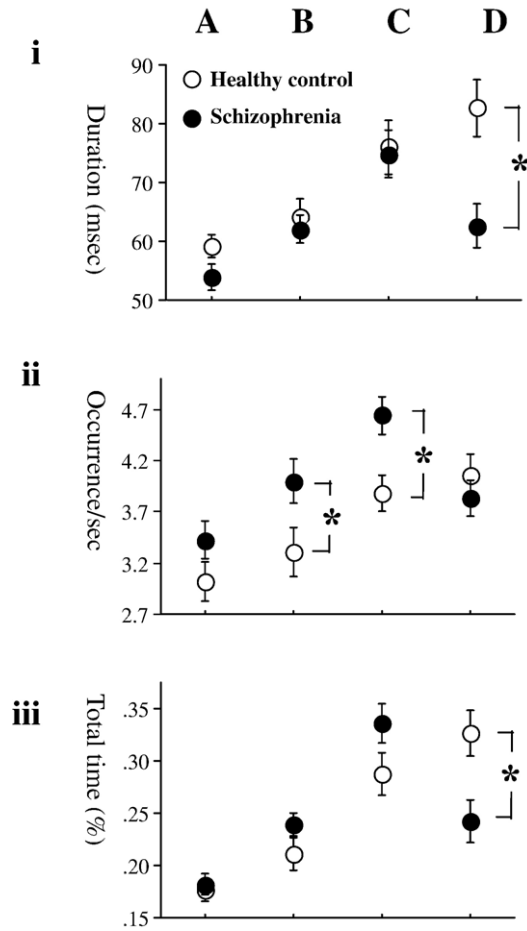 A B C D
i
90
80
70
60
50
Duration (msec)
Healthy control
Schizophrenia
*
ii
4.7
4.2
3.7
3.2
2.7
Occurrence/sec
*
*
iii
.35
.30
.25
.20
.15
Total time (%)
*